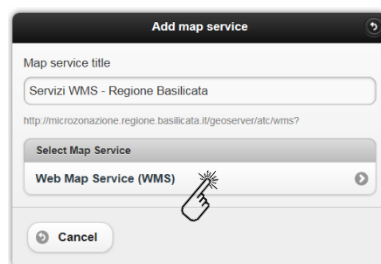 Add map service
Map service title
Servizi WMS - Regione Basilicata
http://microzonazione.regione.basilicata.it/geoserver/atc/wms?
Select Map Service
Web Map Service (WMS)
Cancel